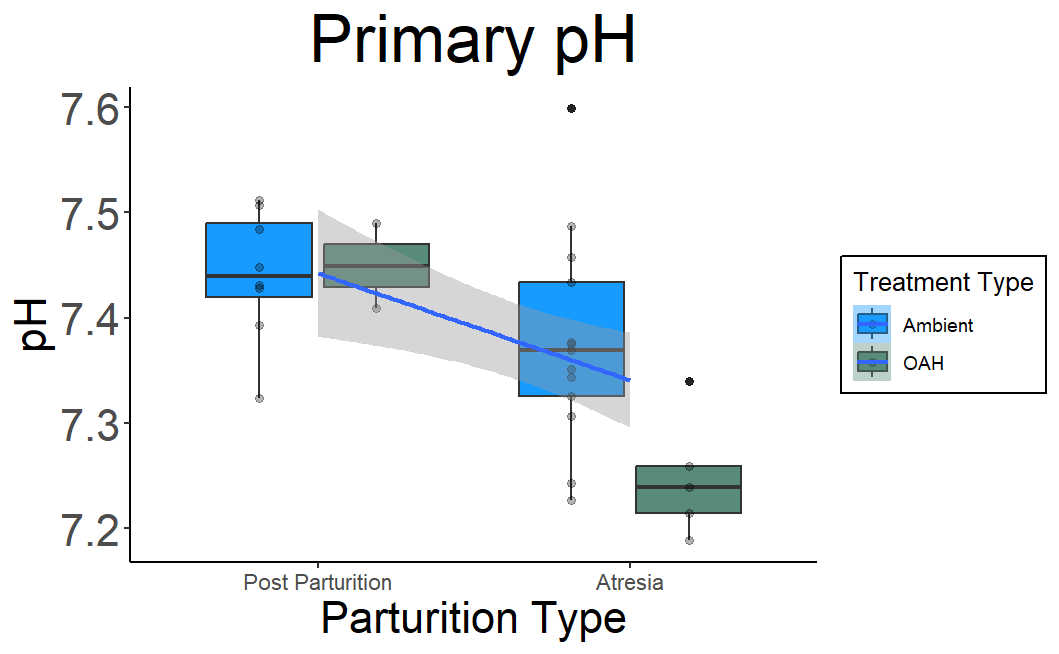 Primary pH
7.6
7.5
7.4
7.3
7.2
pH
Post Parturition
Atresia
Parturition Type
Treatment Type
Ambient
OAH